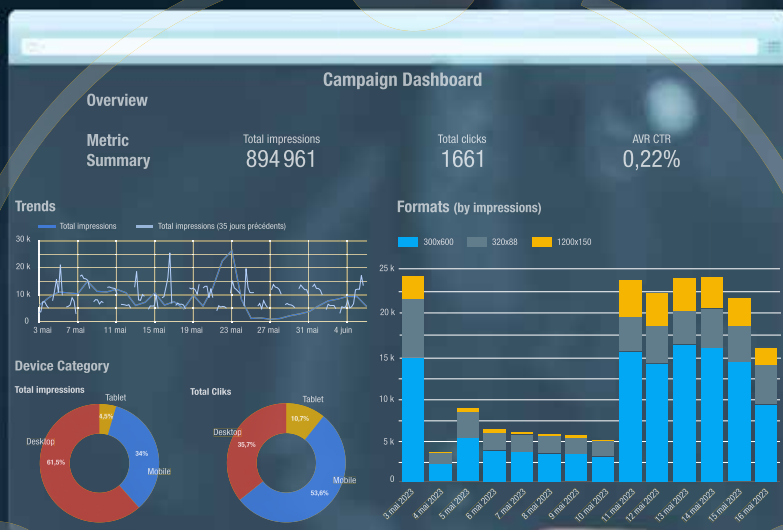 Campaign Dashboard
Overview
Metric Summary
Total impressions
894 961
Total clicks
1661
AVR CTR
0,22%
Trends
Total impressions
Total impressions (35 jours précédents)
30 k
20 k
10 k
0
3 mai 7 mai 11 mai 15 mai 19 mai 23 mai 27 mai 31 mai 4 juin
Formats (by impressions)
300x600 320x88 1200x150
25 k
20 k
15 k
10 k
5 k
0
3 mai 2023 4 mai 2023 5 mai 2023 6 mai 2023 7 mai 2023 8 mai 2023 9 mai 2023 10 mai 2023 11 mai 2023 12 mai 2023 13 mai 2023 14 mai 2023 15 mai 2023 16 mai 2023
Device Category
Total impressions
Tablet
4,5%
Desktop
61,5%
34%
Mobile
Total Cliks
Tablet
10,7%
Desktop
35,7%
Mobile
53,6%